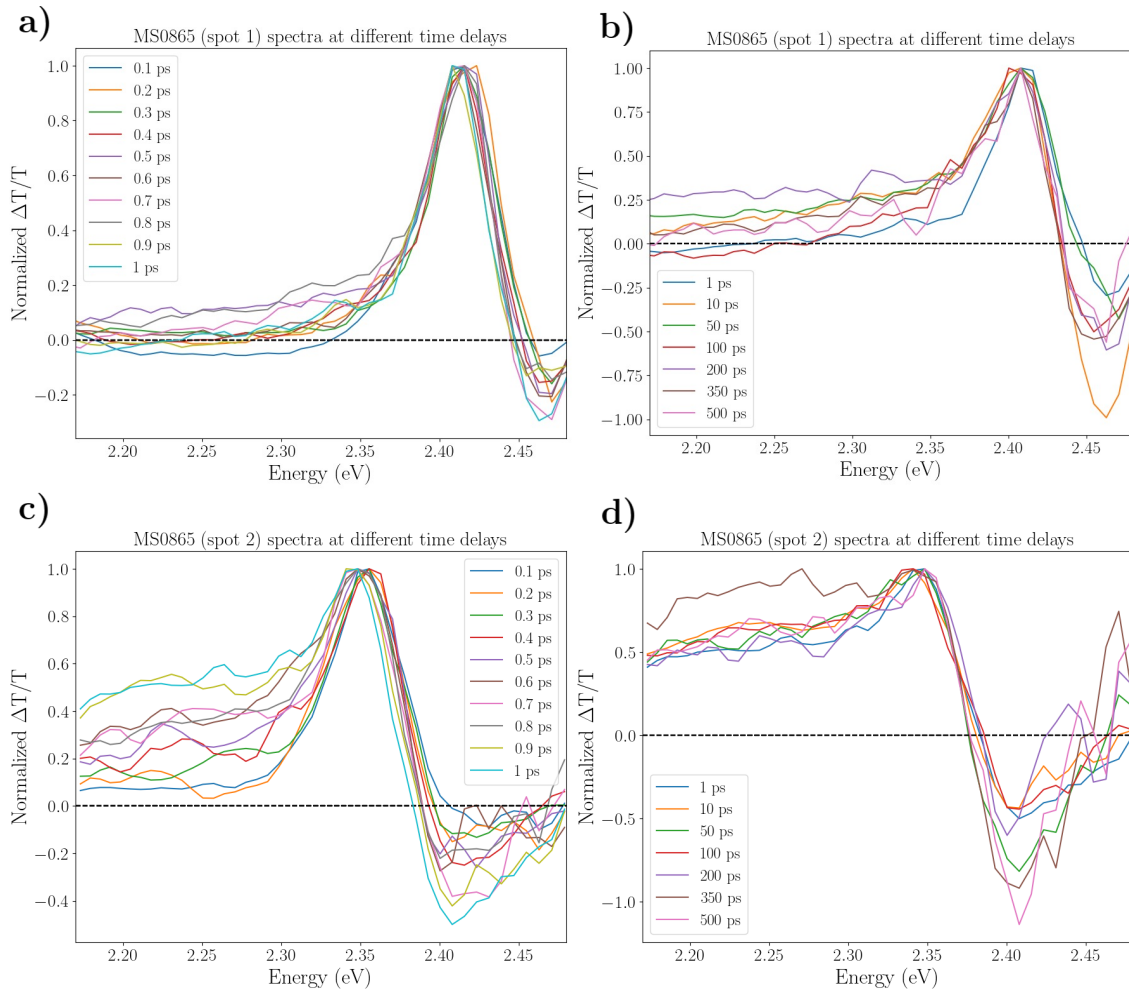 a)
MS0865 (spot 1) spectra at different time delays
1.0
0.8
0.6
0.4
0.2
0.0
−0.2
Normalized ΔT/T
0.1 ps
0.2 ps
0.3 ps
0.4 ps
0.5 ps
0.6 ps
0.7 ps
0.8 ps
0.9 ps
1 ps
2.20 2.25 2.30 2.35 2.40 2.45
Energy (eV)
b)
MS0865 (spot 1) spectra at different time delays
1.00
0.75
0.50
0.25
0.00
−0.25
−0.50
−0.75
−1.00
Normalized ΔT/T
1 ps
10 ps
50 ps
100 ps
200 ps
350 ps
500 ps
2.20 2.25 2.30 2.35 2.40 2.45
Energy (eV)
c)
MS0865 (spot 2) spectra at different time delays
1.0
0.8
0.6
0.4
0.2
0.0
−0.2
−0.4
Normalized ΔT/T
0.1 ps
0.2 ps
0.3 ps
0.4 ps
0.5 ps
0.6 ps
0.7 ps
0.8 ps
0.9 ps
1 ps
2.20 2.25 2.30 2.35 2.40 2.45
Energy (eV)
d)
MS0865 (spot 2) spectra at different time delays
1.0
0.5
0.0
−0.5
−1.0
Normalized ΔT/T
1 ps
10 ps
50 ps
100 ps
200 ps
350 ps
500 ps
2.20 2.25 2.30 2.35 2.40 2.45
Energy (eV)